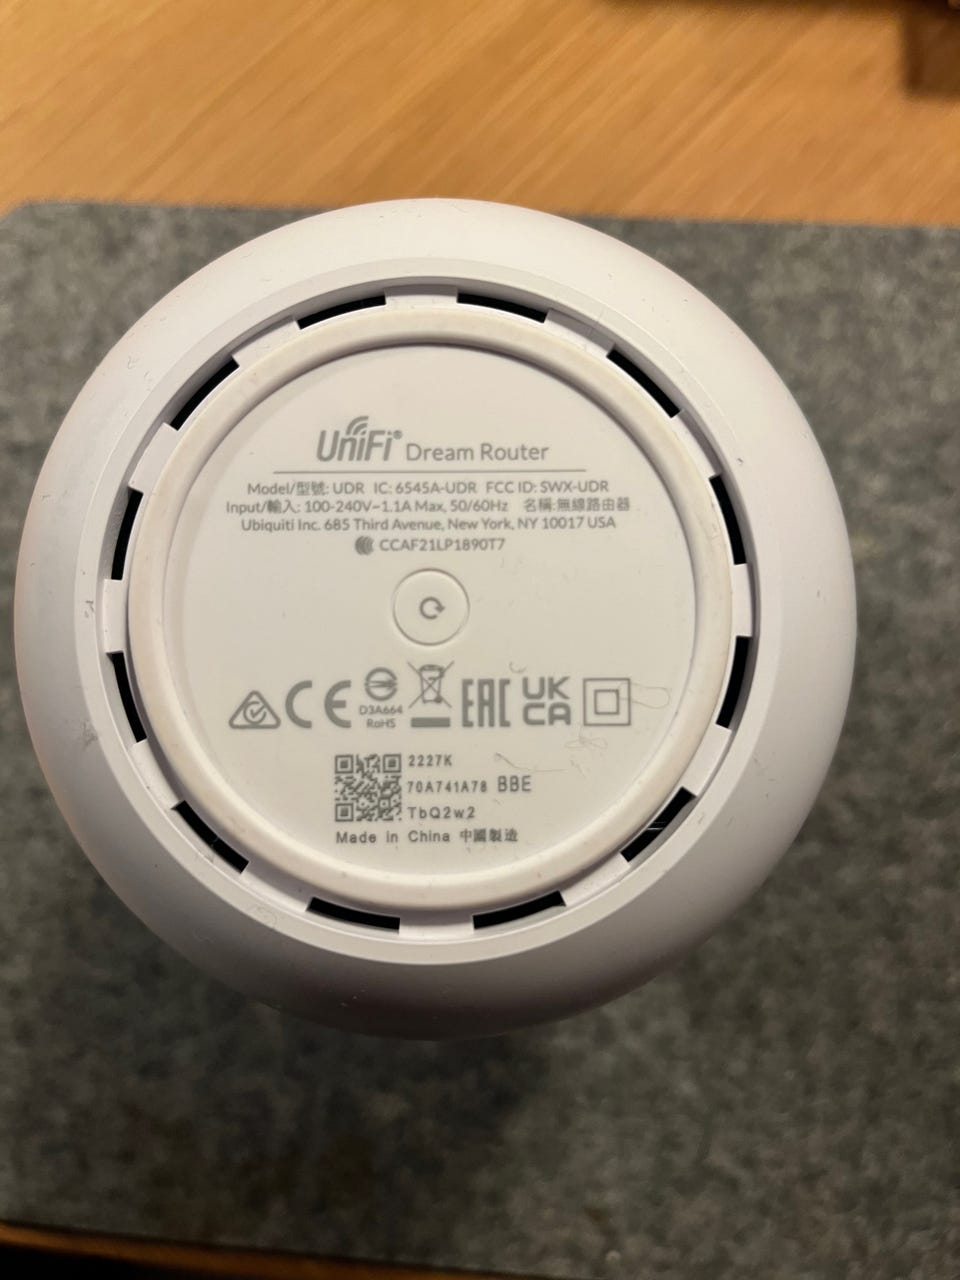 UniFi Dream Router
Model/型號: UDR IC: 6545A-UDR FCC ID: SWX-UDR
Input/輸入: 100-240V~1.1A Max, 50/60Hz 名稱:無線路由器
Ubiquiti Inc. 685 Third Avenue, New York, NY 10017 USA
CCAF21LP1890T7
CE
D3A664
RoHS
EAC
UK
CA
2227K
70A741A78 BBE
TbQ2w2
Made in China 中國製造